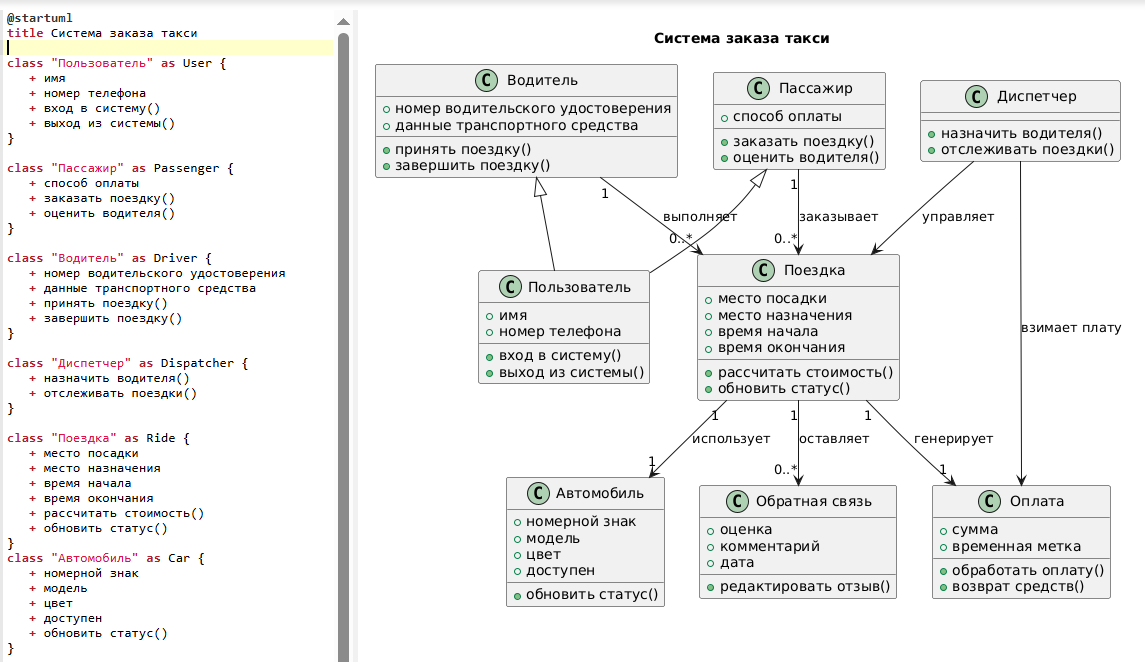 @startuml
title Система заказа такси
class "Пользователь" as User {
+ имя
+ номер телефона
+ вход в систему()
+ выход из системы()
}
class "Пассажир" as Passenger {
+ способ оплаты
+ заказать поездку()
+ оценить водителя()
}
class "Водитель" as Driver {
+ номер водительского удостоверения
+ данные транспортного средства
+ принять поездку()
+ завершить поездку()
}
class "Диспетчер" as Dispatcher {
+ назначить водителя()
+ отслеживать поездки()
}
class "Поездка" as Ride {
+ место посадки
+ место назначения
+ время начала
+ время окончания
+ рассчитать стоимость()
+ обновить статус()
}
class "Автомобиль" as Car {
+ номерной знак
+ модель
+ цвет
+ доступен
+ обновить статус()
}
Система заказа такси
C Водитель
номер водительского удостоверения
данные транспортного средства
принять поездку()
завершить поездку()
C Пассажир
способ оплаты
заказать поездку()
оценить водителя()
C Диспетчер
назначить водителя()
отслеживать поездки()
1
выполняет
0..*
1
заказывает
0..*
управляет
C Пользователь
имя
номер телефона
вход в систему()
выход из системы()
C Поездка
место посадки
место назначения
время начала
время окончания
рассчитать стоимость()
обновить статус()
взимает плату
1
использует
1
1
оставляет
0..*
1
генерирует
1
C Автомобиль
номерной знак
модель
цвет
доступен
обновить статус()
C Обратная связь
оценка
комментарий
дата
редактировать отзыв()
C Оплата
сумма
временная метка
обработать оплату()
возврат средств()